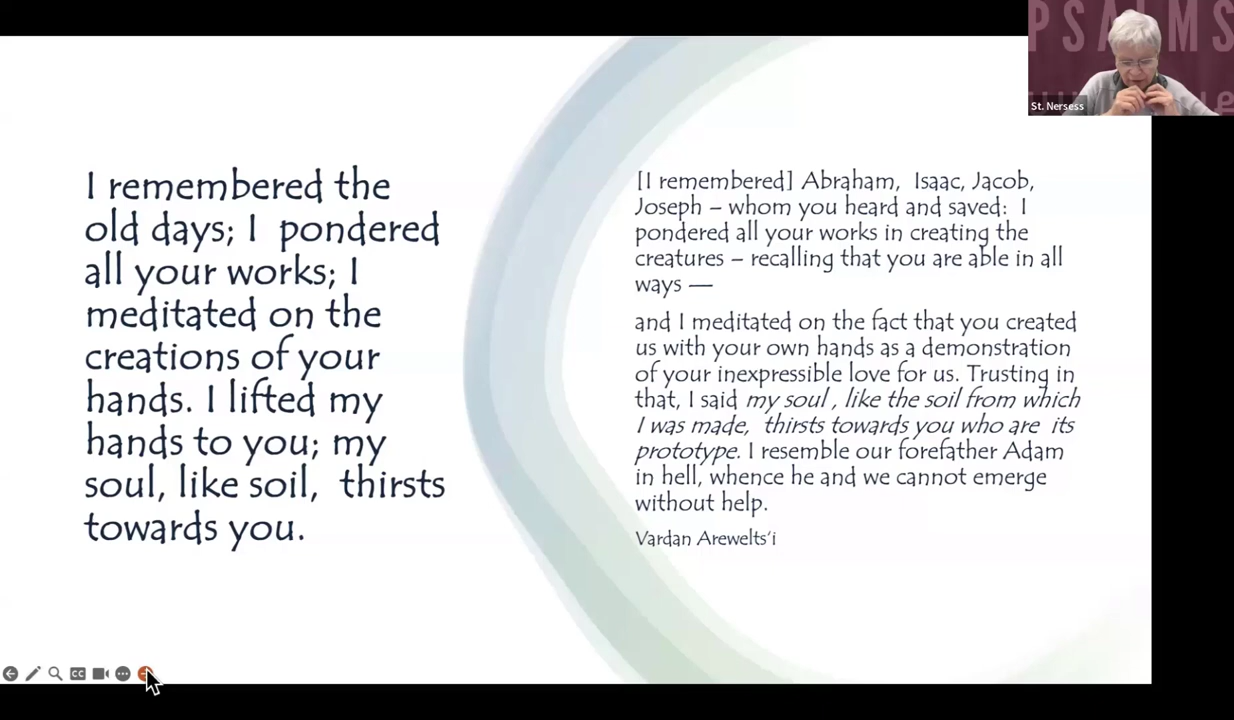 PSALMS
St. Nersess
I remembered the
old days; I pondered
all your works; I
meditated on the
creations of your
hands. I lifted my
hands to you; my
soul, like soil, thirsts
towards you.
[I remembered] Abraham, Isaac, Jacob,
Joseph – whom you heard and saved: I
pondered all your works in creating the
creatures – recalling that you are able in all
ways —
and I meditated on the fact that you created
us with your own hands as a demonstration
of your inexpressible love for us. Trusting in
that, I said my soul , like the soil from which
I was made, thirsts towards you who are its
prototype. I resemble our forefather Adam
in hell, whence he and we cannot emerge
without help.
Vardan Arewelts‘i
CC